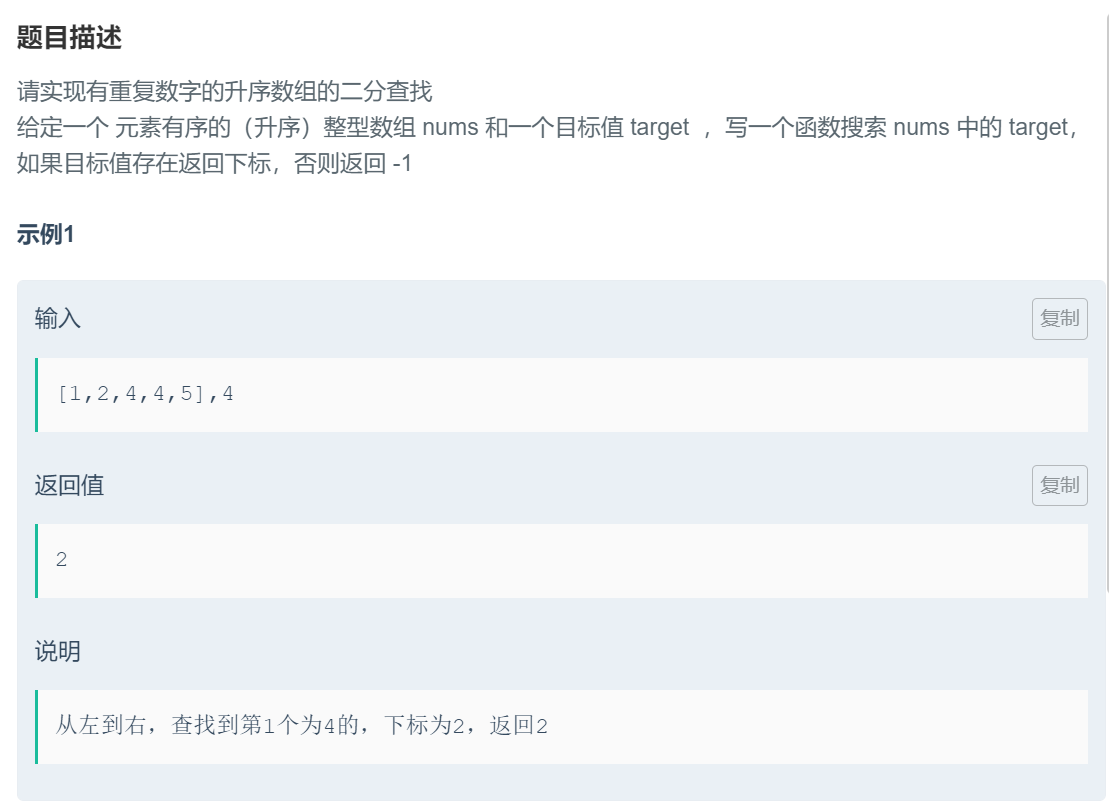 题目描述
请实现有重复数字的升序数组的二分查找
给定一个 元素有序的（升序）整型数组 nums 和一个目标值 target ，写一个函数搜索 nums 中的 target，
如果目标值存在返回下标，否则返回 -1
示例1
输入
复制
[1,2,4,4,5],4
返回值
复制
2
说明
从左到右，查找到第1个为4的，下标为2，返回2